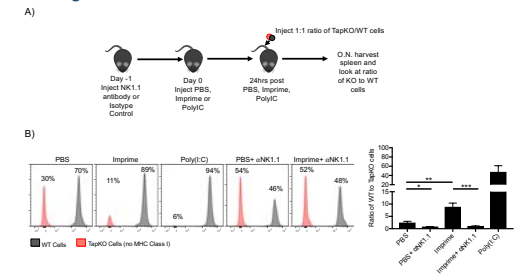 A)
Inject 1:1 ratio of TapKO/WT cells
Day -1
Inject NK1.1
antibody or
Isotype
Control
Day 0
Inject PBS,
Imprime or
PolyIC
24hrs post
PBS, Imprime,
PolyIC
O.N. harvest
spleen and
look at ratio
of KO to WT
cells
B)
PBS
Imprime
Poly(I:C)
PBS+ αNK1.1
Imprime+ αNK1.1
30%
70%
11%
89%
6%
94%
54%
46%
52%
48%
WT Cells
TapKO Cells (no MHC Class I)
Ratio of WT to TapKO cells
100
80
60
40
20
15
10
5
0
*
**
***
PBS
PBS+ αNK1.1
Imprime
Imprime+ αNK1.1
Poly(I:C)